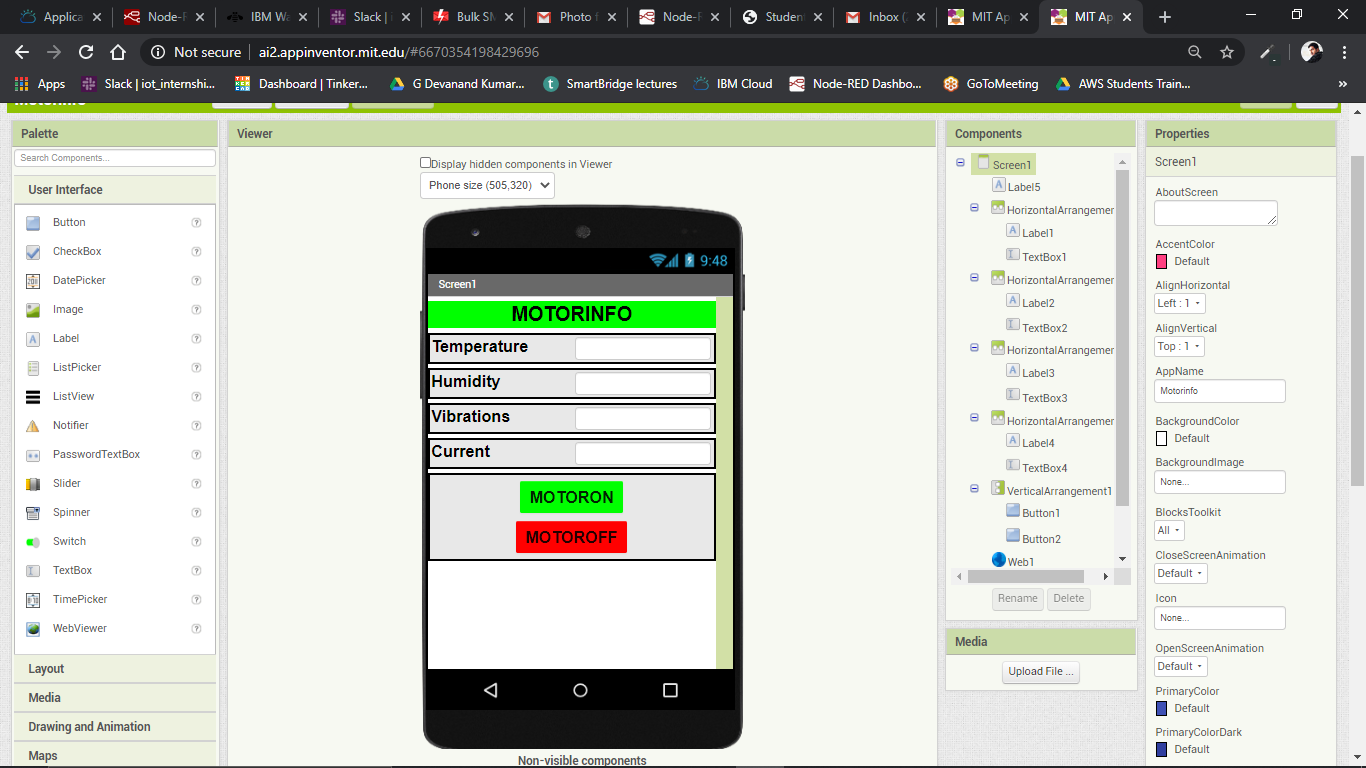 Applica
Node-R
IBM Wa
Slack | i
Bulk SM
Photo f
Node-R
Student
Inbox (2
MIT Ap
MIT Ap
Not secure | ai2.appinventor.mit.edu/#6670354198429696
Apps
Slack | iot_internshi...
Dashboard | Tinker...
G Devanand Kumar...
SmartBridge lectures
IBM Cloud
Node-RED Dashbo...
GoToMeeting
AWS Students Train...
»
Palette
Search Components...
User Interface
Button
CheckBox
DatePicker
Image
Label
ListPicker
ListView
Notifier
PasswordTextBox
Slider
Spinner
Switch
TextBox
TimePicker
WebViewer
Layout
Media
Drawing and Animation
Maps
Viewer
Display hidden components in Viewer
Phone size (505,320)
9:48
Screen1
MOTORINFO
Temperature
Humidity
Vibrations
Current
MOTORON
MOTOROFF
Non-visible components
Components
Screen1
Label5
HorizontalArrangemer
Label1
TextBox1
HorizontalArrangemer
Label2
TextBox2
HorizontalArrangemer
Label3
TextBox3
HorizontalArrangemer
Label4
TextBox4
VerticalArrangement1
Button1
Button2
Web1
Rename
Delete
Media
Upload File ...
Properties
Screen1
AboutScreen
AccentColor
Default
AlignHorizontal
Left : 1
AlignVertical
Top : 1
AppName
Motorinfo
BackgroundColor
Default
BackgroundImage
None...
BlocksToolkit
All
CloseScreenAnimation
Default
Icon
None...
OpenScreenAnimation
Default
PrimaryColor
Default
PrimaryColorDark
Default